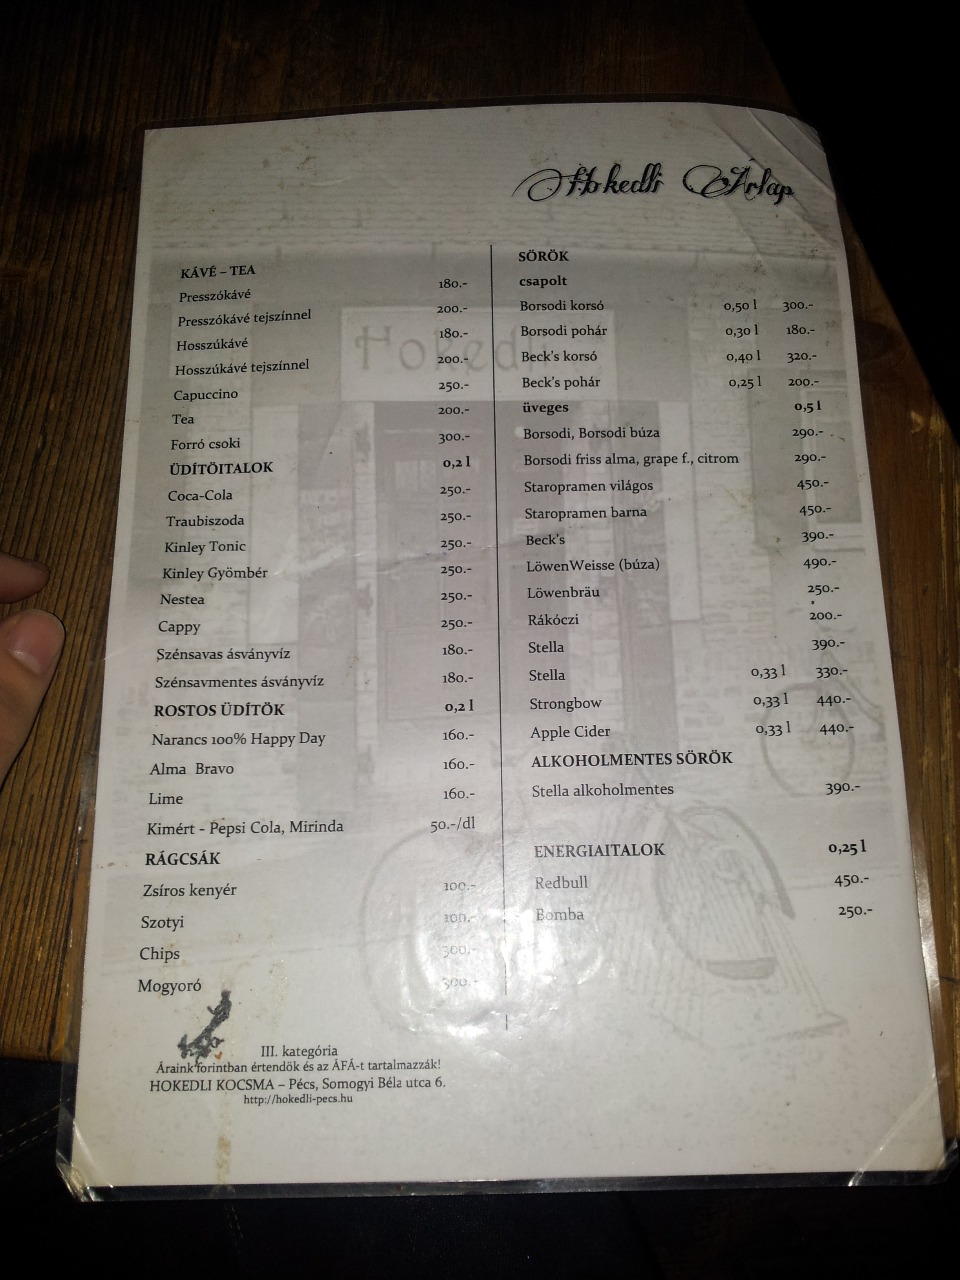 Hokedli Árlap
KÁVÉ – TEA
Presszókávé 180.-
Presszókávé tejszínnel 200.-
Hosszúkávé 180.-
Hosszúkávé tejszínnel 200.-
Capuccino 250.-
Tea 200.-
Forró csoki 300.-
ÜDÍTŐITALOK 0,2 l
Coca-Cola 250.-
Traubiszoda 250.-
Kinley Tonic 250.-
Kinley Gyömbér 250.-
Nestea 250.-
Cappy 250.-
Szénsavas ásványvíz 180.-
Szénsavmentes ásványvíz 180.-
ROSTOS ÜDÍTŐK 0,2 l
Narancs 100% Happy Day 160.-
Alma Bravo 160.-
Lime 160.-
Kimért - Pepsi Cola, Mirinda 50.-/dl
RÁGCSÁK
Zsíros kenyér 100.-
Szotyi 100.-
Chips 300.-
Mogyoró 300.-
III. kategória
Áraink forintban értendők és az ÁFÁ-t tartalmazzák!
HOKEDLI KOCSMA – Pécs, Somogyi Béla utca 6.
http://hokedli-pecs.hu
SÖRÖK
csapolt
Borsodi korsó 0,50 l 300.-
Borsodi pohár 0,30 l 180.-
Beck's korsó 0,40 l 320.-
Beck's pohár 0,25 l 200.-
üveges 0,5 l
Borsodi, Borsodi búza 290.-
Borsodi friss alma, grape f., citrom 290.-
Staropramen világos 450.-
Staropramen barna 450.-
Beck's 390.-
LöwenWeisse (búza) 490.-
Löwenbräu 250.-
Rákóczi 200.-
Stella 390.-
Stella 0,33 l 330.-
Strongbow 0,33 l 440.-
Apple Cider 0,33 l 440.-
ALKOHOLMENTES SÖRÖK
Stella alkoholmentes 390.-
ENERGIAITALOK 0,25 l
Redbull 450.-
Bomba 250.-
Hokedli